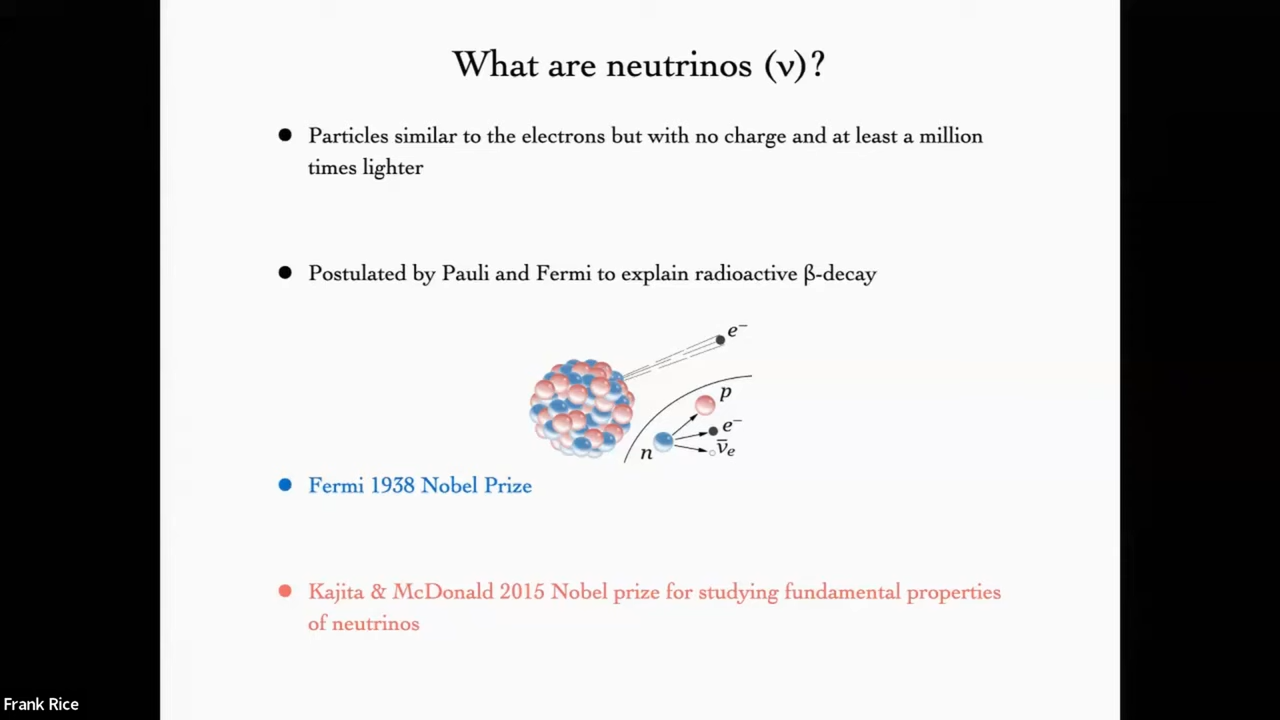 What are neutrinos (ν)?
● Particles similar to the electrons but with no charge and at least a million
times lighter
● Postulated by Pauli and Fermi to explain radioactive β-decay
e⁻
p
e⁻
n
ν̅ₑ
● Fermi 1938 Nobel Prize
● Kajita & McDonald 2015 Nobel prize for studying fundamental properties
of neutrinos
Frank Rice